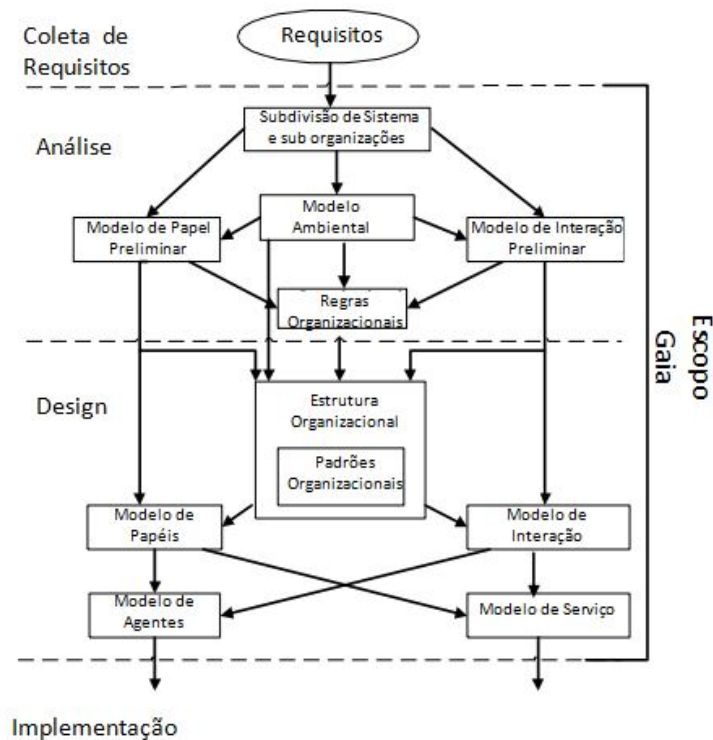 Coleta de
Requisitos
Requisitos
Subdivisão de Sistema
e sub organizações
Análise
Modelo
Ambiental
Modelo de Papel
Preliminar
Modelo de Interação
Preliminar
Regras
Organizacionais
Escopo
Gaia
Design
Estrutura
Organizacional
Padrões
Organizacionais
Modelo de
Papéis
Modelo de
Interação
Modelo de
Agentes
Modelo de Serviço
Implementação